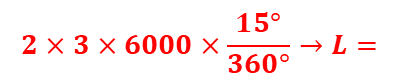 2 × 3 × 6000 × 15°/360° → L =